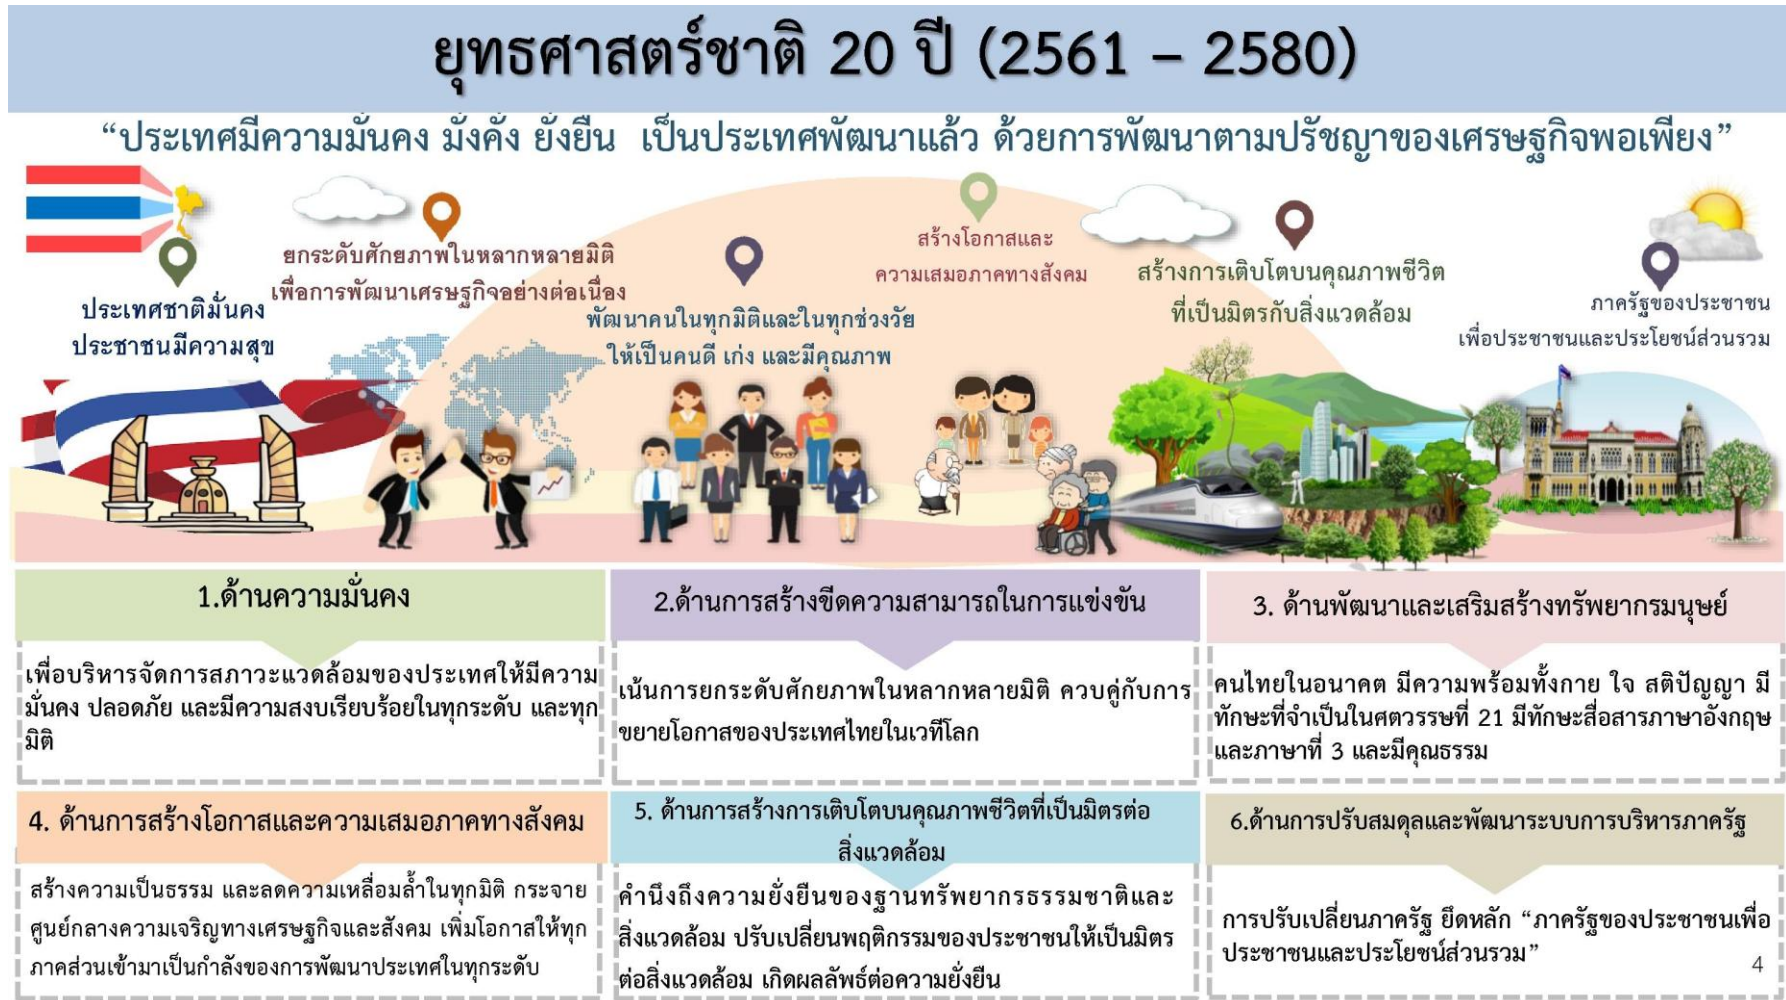 ยุทธศาสตร์ชาติ 20 ปี (2561 – 2580)
“ประเทศมีความมั่นคง มั่งคั่ง ยั่งยืน เป็นประเทศพัฒนาแล้ว ด้วยการพัฒนาตามปรัชญาของเศรษฐกิจพอเพียง”
ประเทศชาติมั่นคง
ประชาชนมีความสุข
ยกระดับศักยภาพในหลากหลายมิติ
เพื่อการพัฒนาเศรษฐกิจอย่างต่อเนื่อง
พัฒนาคนในทุกมิติและในทุกช่วงวัย
ให้เป็นคนดี เก่ง และมีคุณภาพ
สร้างโอกาสและ
ความเสมอภาคทางสังคม
สร้างการเติบโตบนคุณภาพชีวิต
ที่เป็นมิตรกับสิ่งแวดล้อม
ภาครัฐของประชาชน
เพื่อประชาชนและประโยชน์ส่วนรวม
1.ด้านความมั่นคง
เพื่อบริหารจัดการสภาวะแวดล้อมของประเทศให้มีความ
มั่นคง ปลอดภัย และมีความสงบเรียบร้อยในทุกระดับ และทุก
มิติ
2.ด้านการสร้างขีดความสามารถในการแข่งขัน
เน้นการยกระดับศักยภาพในหลากหลายมิติ ควบคู่กับการ
ขยายโอกาสของประเทศไทยในเวทีโลก
3. ด้านพัฒนาและเสริมสร้างทรัพยากรมนุษย์
คนไทยในอนาคต มีความพร้อมทั้งกาย ใจ สติปัญญา มี
ทักษะที่จำเป็นในศตวรรษที่ 21 มีทักษะสื่อสารภาษาอังกฤษ
และภาษาที่ 3 และมีคุณธรรม
4. ด้านการสร้างโอกาสและความเสมอภาคทางสังคม
สร้างความเป็นธรรม และลดความเหลื่อมล้ำในทุกมิติ กระจาย
ศูนย์กลางความเจริญทางเศรษฐกิจและสังคม เพิ่มโอกาสให้ทุก
ภาคส่วนเข้ามาเป็นกำลังของการพัฒนาประเทศในทุกระดับ
5. ด้านการสร้างการเติบโตบนคุณภาพชีวิตที่เป็นมิตรต่อ
สิ่งแวดล้อม
คำนึงถึงความยั่งยืนของฐานทรัพยากรธรรมชาติและ
สิ่งแวดล้อม ปรับเปลี่ยนพฤติกรรมของประชาชนให้เป็นมิตร
ต่อสิ่งแวดล้อม เกิดผลลัพธ์ต่อความยั่งยืน
6.ด้านการปรับสมดุลและพัฒนาระบบการบริหารภาครัฐ
การปรับเปลี่ยนภาครัฐ ยึดหลัก “ภาครัฐของประชาชนเพื่อ
ประชาชนและประโยชน์ส่วนรวม”
4